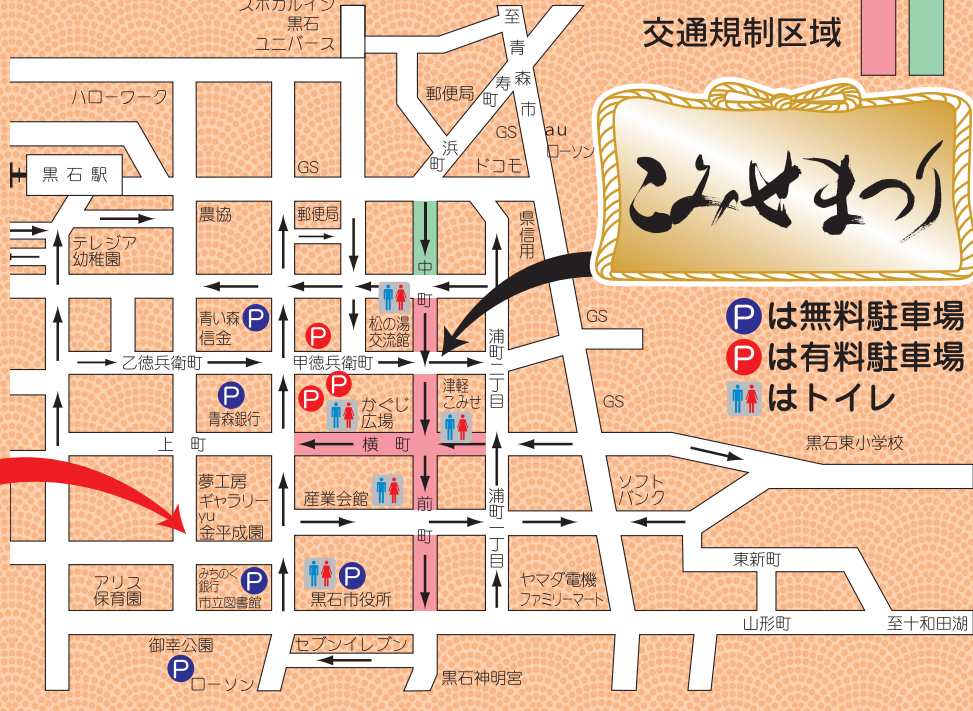 スポカルイン
黒石
ユニバース
至青森市
交通規制区域
ハローワーク
郵便局
寿町
GS
au
ローソン
浜町
ドコモ
GS
黒石駅
こみせまつり
農協
郵便局
県信用
テレジア
幼稚園
中町
青い森
信金
P
P
松の湯
交流館
GS
Pは無料駐車場
Pは有料駐車場
はトイレ
浦町二丁目
乙徳兵衛町
甲徳兵衛町
P
P
P
かぐじ
広場
津軽
こみせ
GS
青森銀行
上町
横町
黒石東小学校
夢工房
ギャラリー
yu
金平成園
産業会館
前町
浦町一丁目
ソフト
バンク
東新町
アリス
保育園
みちのく
銀行
市立図書館
P
P
黒石市役所
ヤマダ電機
ファミリーマート
山形町
至十和田湖
御幸公園
P
ローソン
セブンイレブン
黒石神明宮